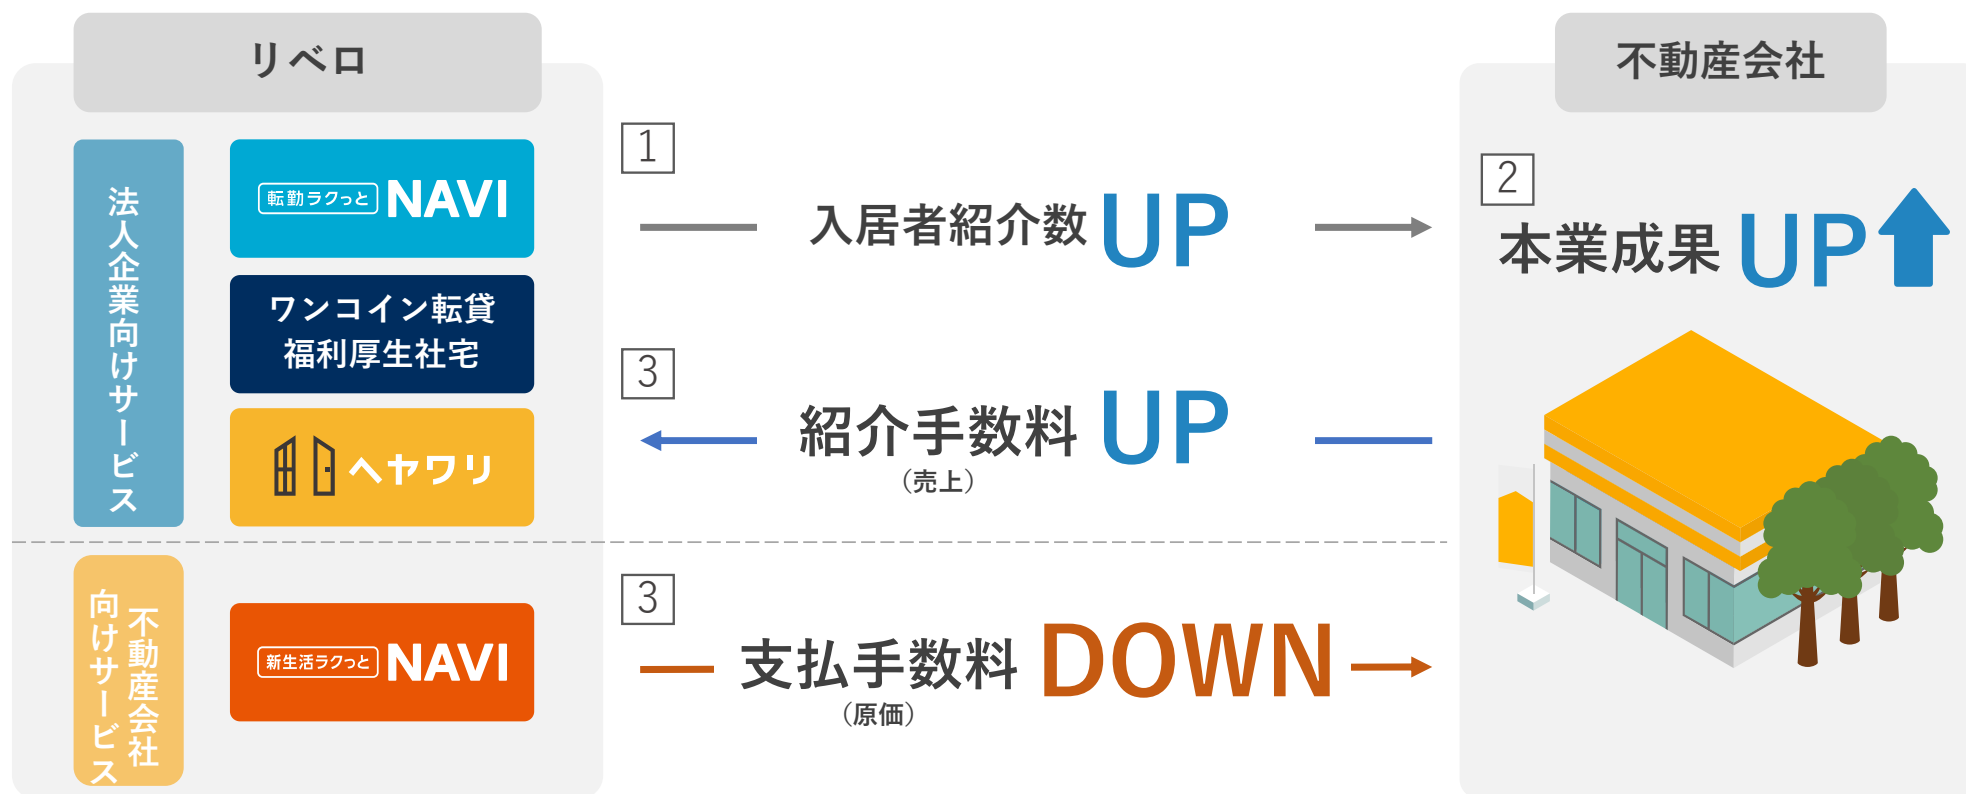 リベロ
法人企業向けサービス
転勤ラクっと NAVI
ワンコイン転貸
福利厚生社宅
ヘヤワリ
不動産会社
向けサービス
新生活ラクっと NAVI
1
入居者紹介数 UP
3
紹介手数料 UP
(売上)
3
支払手数料 DOWN
(原価)
不動産会社
2
本業成果 UP